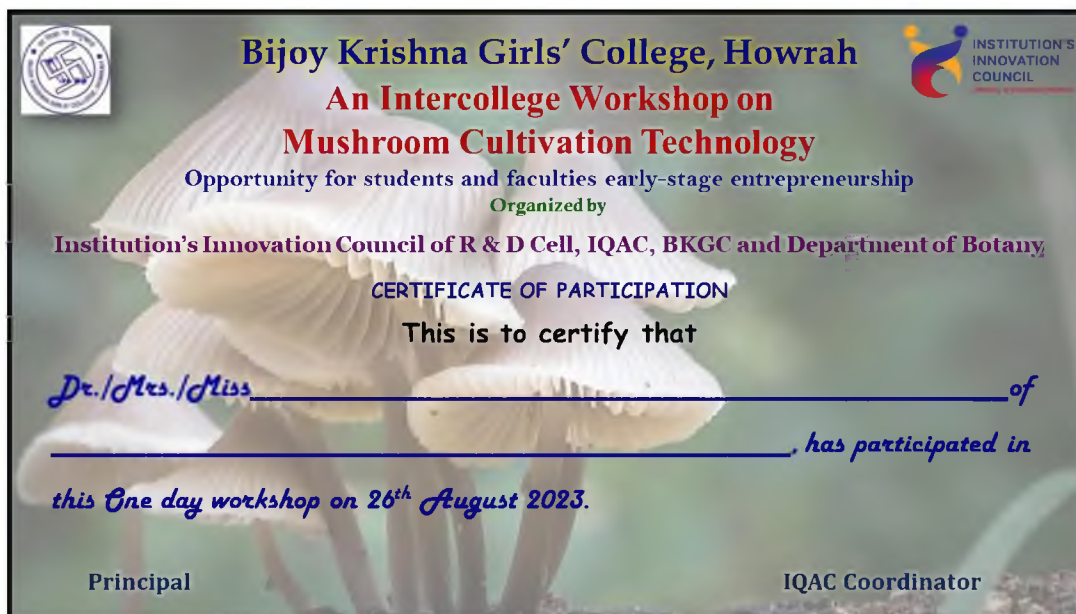 Bijoy Krishna Girls' College, Howrah
INSTITUTION'S
INNOVATION
COUNCIL
An Intercollege Workshop on
Mushroom Cultivation Technology
Opportunity for students and faculties early-stage entrepreneurship
Organized by
Institution's Innovation Council of R & D Cell, IQAC, BKGC and Department of Botany
CERTIFICATE OF PARTICIPATION
This is to certify that
Dr./Mrs./Miss____________________________________________of
____________________________________________, has participated in
this One day workshop on 26th August 2023.
Principal
IQAC Coordinator